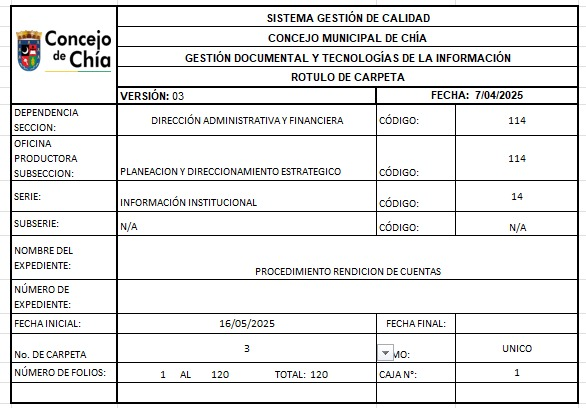 Concejo
de Chía
SISTEMA GESTIÓN DE CALIDAD
CONCEJO MUNICIPAL DE CHÍA
GESTIÓN DOCUMENTAL Y TECNOLOGÍAS DE LA INFORMACIÓN
ROTULO DE CARPETA
VERSIÓN: 03 FECHA: 7/04/2025
DEPENDENCIA
SECCION: DIRECCIÓN ADMINISTRATIVA Y FINANCIERA CÓDIGO: 114
OFICINA
PRODUCTORA
SUBSECCION: PLANEACION Y DIRECCIONAMIENTO ESTRATEGICO CÓDIGO: 114
SERIE: INFORMACIÓN INSTITUCIONAL CÓDIGO: 14
SUBSERIE: N/A CÓDIGO: N/A
NOMBRE DEL
EXPEDIENTE: PROCEDIMIENTO RENDICION DE CUENTAS
NÚMERO DE
EXPEDIENTE:
FECHA INICIAL: 16/05/2025 FECHA FINAL:
No. DE CARPETA 3 MO: UNICO
NÚMERO DE FOLIOS: 1 AL 120 TOTAL: 120 CAJA N°: 1